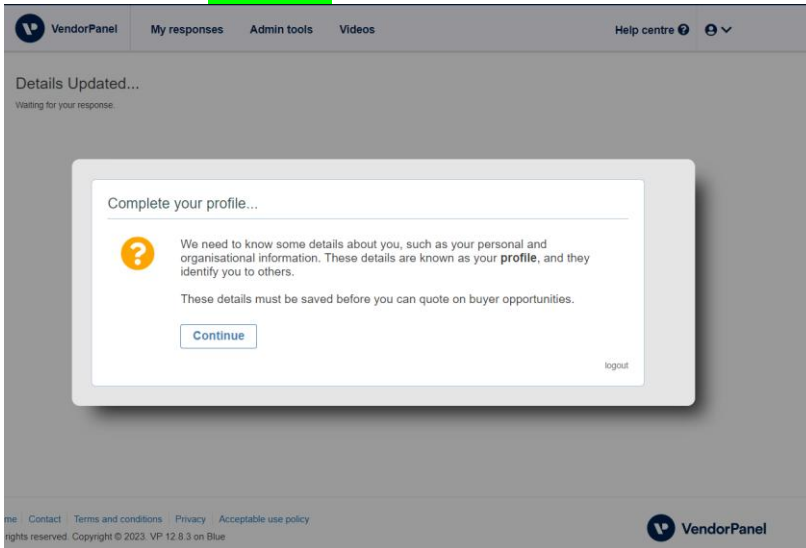 VendorPanel My responses Admin tools Videos Help centre
Details Updated...
Waiting for your response.
Complete your profile...
We need to know some details about you, such as your personal and
organisational information. These details are known as your profile, and they
identify you to others.
These details must be saved before you can quote on buyer opportunities.
Continue
logout
me Contact Terms and conditions Privacy Acceptable use policy
rights reserved. Copyright © 2023. VP 12.8.3 on Blue
VendorPanel